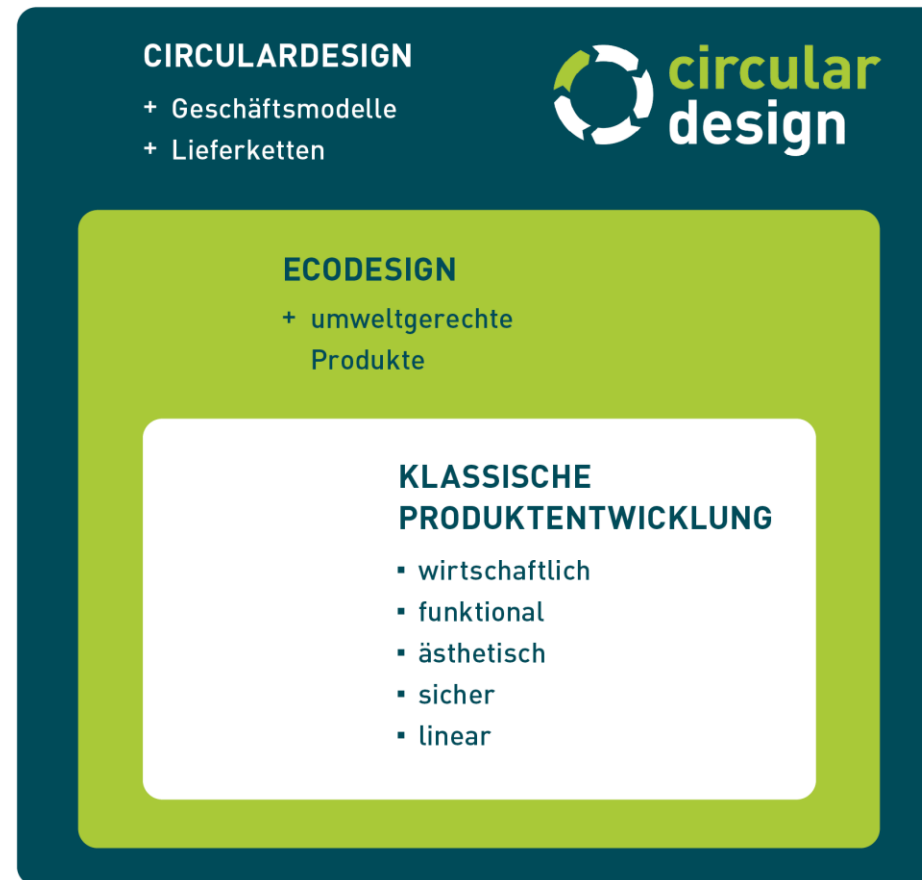 CIRCULARDESIGN
+ Geschäftsmodelle
+ Lieferketten
circular
design
ECODESIGN
+ umweltgerechte
Produkte
KLASSISCHE
PRODUKTENTWICKLUNG
▪ wirtschaftlich
▪ funktional
▪ ästhetisch
▪ sicher
▪ linear